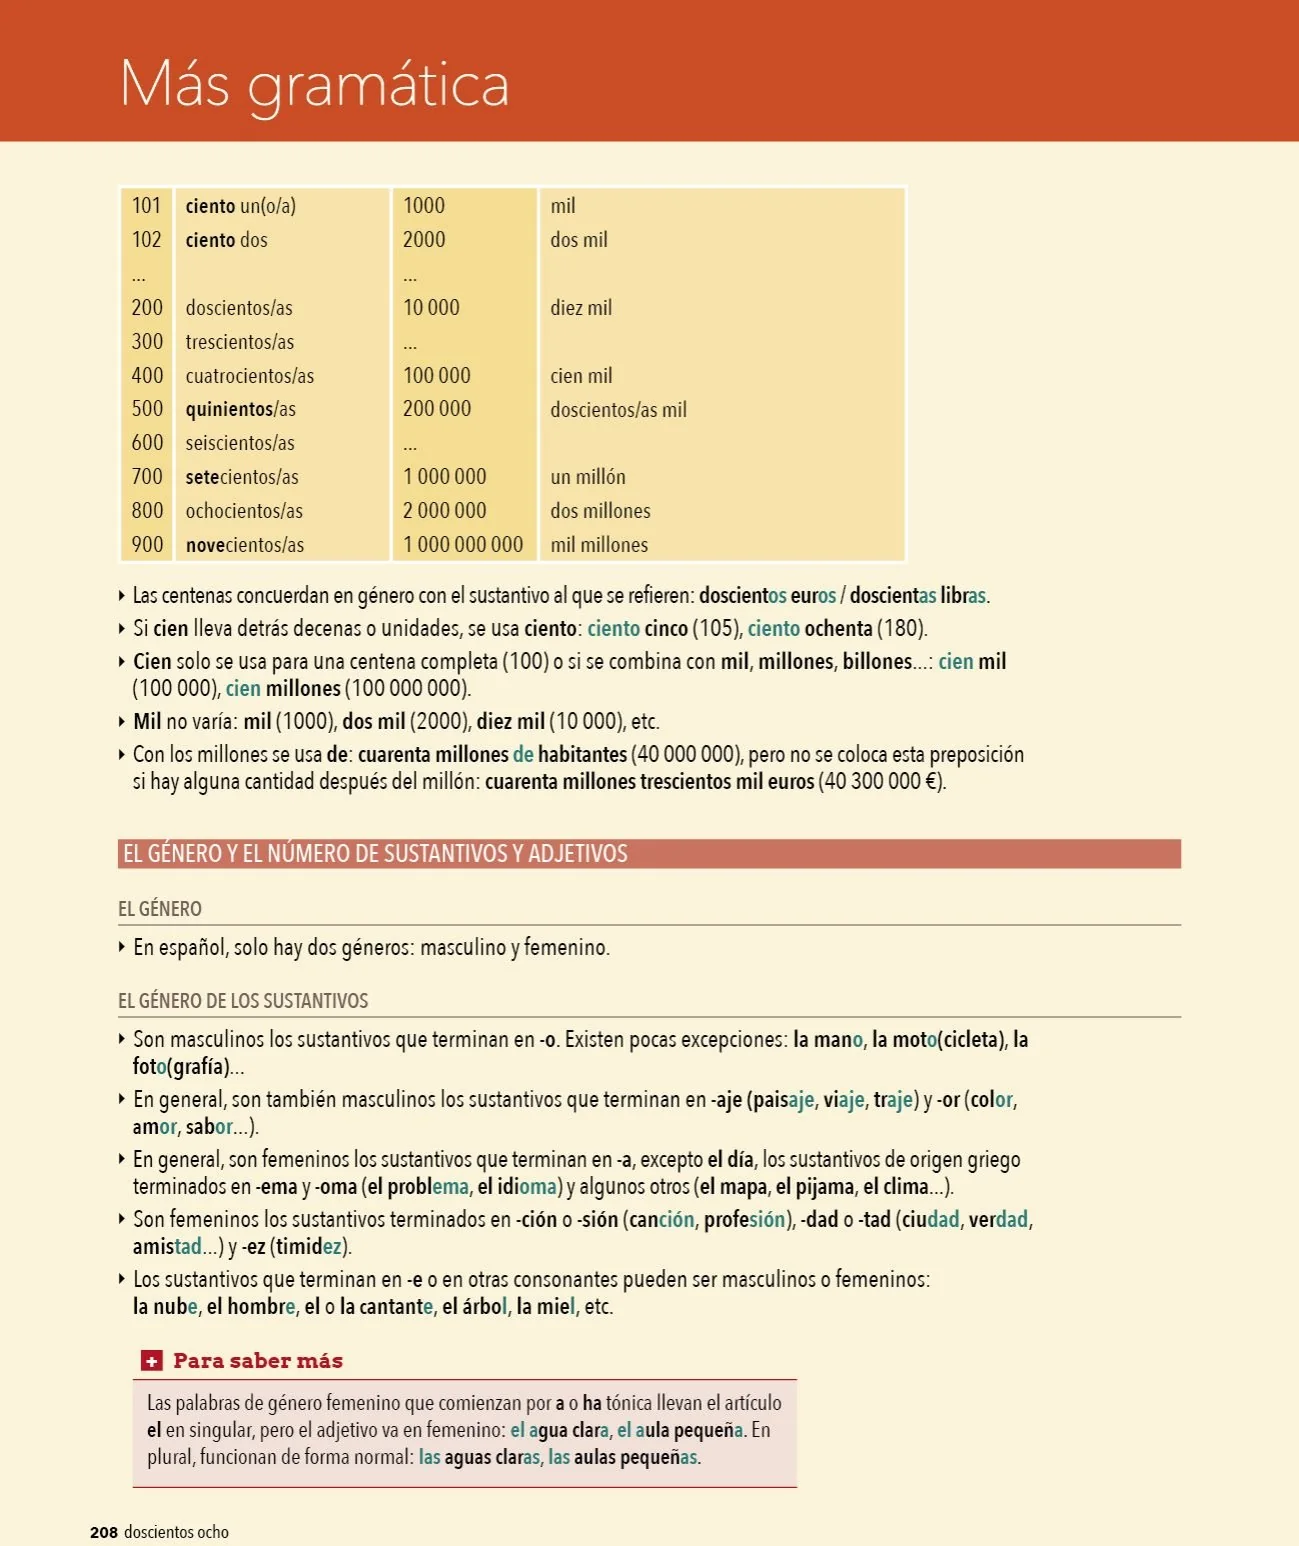 Más gramática
101 ciento un(o/a) 1000 mil
102 ciento dos 2000 dos mil
... ...
200 doscientos/as 10 000 diez mil
300 trescientos/as ...
400 cuatrocientos/as 100 000 cien mil
500 quinientos/as 200 000 doscientos/as mil
600 seiscientos/as ...
700 setecientos/as 1 000 000 un millón
800 ochocientos/as 2 000 000 dos millones
900 novecientos/as 1 000 000 000 mil millones
Las centenas concuerdan en género con el sustantivo al que se refieren: doscientos euros / doscientas libras.
Si cien lleva detrás decenas o unidades, se usa ciento: ciento cinco (105), ciento ochenta (180).
Cien solo se usa para una centena completa (100) o si se combina con mil, millones, billones...: cien mil
(100 000), cien millones (100 000 000).
Mil no varía: mil (1000), dos mil (2000), diez mil (10 000), etc.
Con los millones se usa de: cuarenta millones de habitantes (40 000 000), pero no se coloca esta preposición
si hay alguna cantidad después del millón: cuarenta millones trescientos mil euros (40 300 000 €).
EL GÉNERO Y EL NÚMERO DE SUSTANTIVOS Y ADJETIVOS
EL GÉNERO
En español, solo hay dos géneros: masculino y femenino.
EL GÉNERO DE LOS SUSTANTIVOS
Son masculinos los sustantivos que terminan en -o. Existen pocas excepciones: la mano, la moto(cicleta), la
foto(grafía)...
En general, son también masculinos los sustantivos que terminan en -aje (paisaje, viaje, traje) y -or (color,
amor, sabor...).
En general, son femeninos los sustantivos que terminan en -a, excepto el día, los sustantivos de origen griego
terminados en -ema y -oma (el problema, el idioma) y algunos otros (el mapa, el pijama, el clima...).
Son femeninos los sustantivos terminados en -ción o -sión (canción, profesión), -dad o -tad (ciudad, verdad,
amistad...) y -ez (timidez).
Los sustantivos que terminan en -e o en otras consonantes pueden ser masculinos o femeninos:
la nube, el hombre, el o la cantante, el árbol, la miel, etc.
+ Para saber más
Las palabras de género femenino que comienzan por a o ha tónica llevan el artículo
el en singular, pero el adjetivo va en femenino: el agua clara, el aula pequeña. En
plural, funcionan de forma normal: las aguas claras, las aulas pequeñas.
208 doscientos ocho